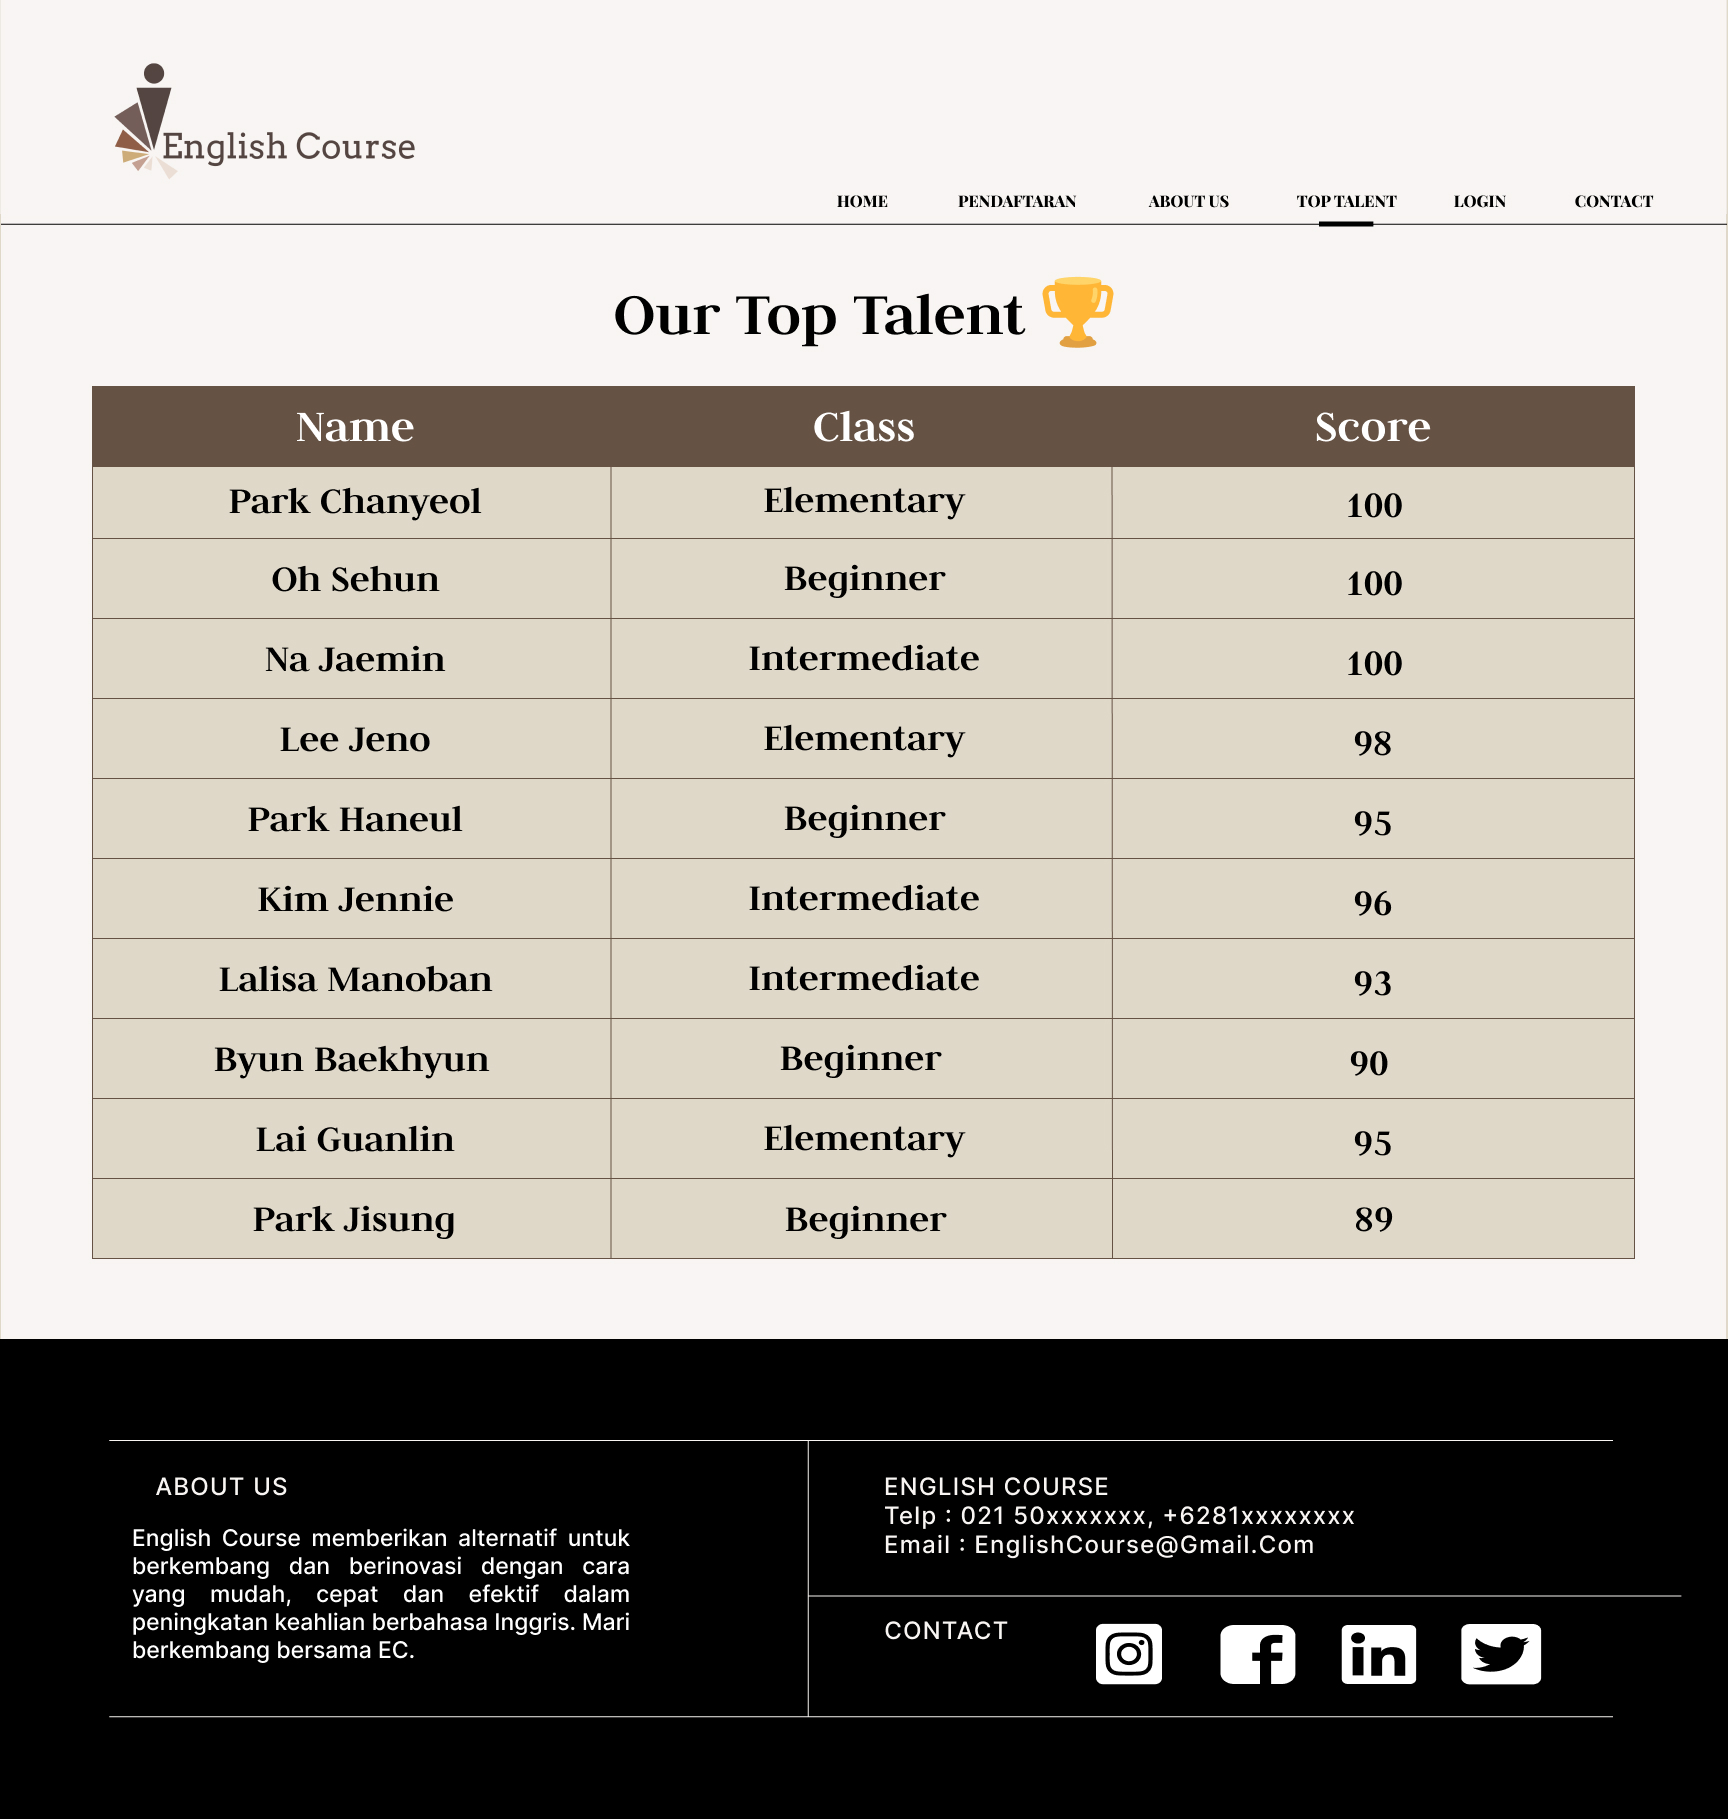 English Course
HOME PENDAFTARAN ABOUT US TOP TALENT LOGIN CONTACT
Our Top Talent
Name Class Score
Park Chanyeol Elementary 100
Oh Sehun Beginner 100
Na Jaemin Intermediate 100
Lee Jeno Elementary 98
Park Haneul Beginner 95
Kim Jennie Intermediate 96
Lalisa Manoban Intermediate 93
Byun Baekhyun Beginner 90
Lai Guanlin Elementary 95
Park Jisung Beginner 89
ABOUT US
English Course memberikan alternatif untuk
berkembang dan berinovasi dengan cara
yang mudah, cepat dan efektif dalam
peningkatan keahlian berbahasa Inggris. Mari
berkembang bersama EC.
ENGLISH COURSE
Telp : 021 50xxxxxxx, +6281xxxxxxxx
Email : EnglishCourse@Gmail.Com
CONTACT